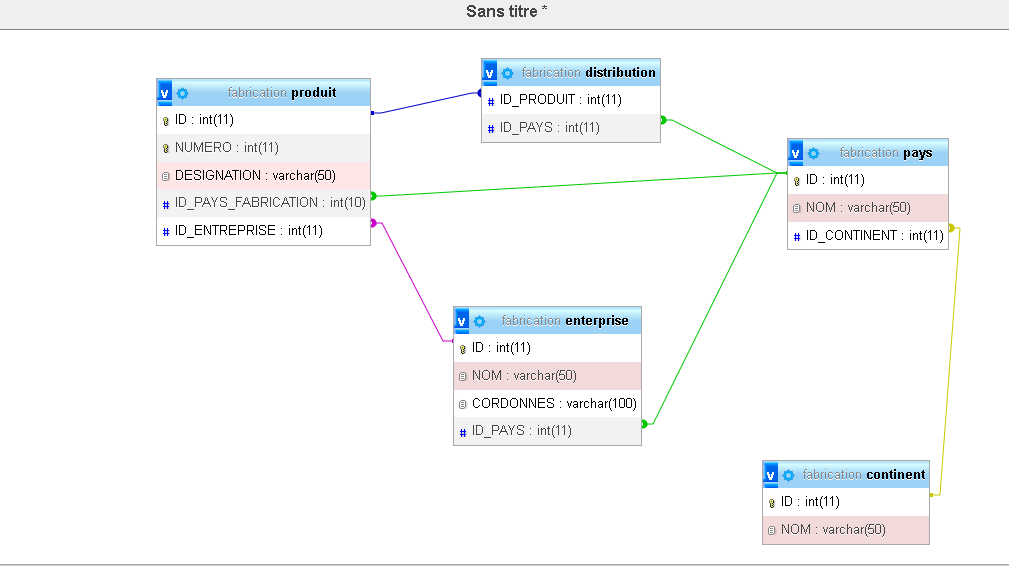 Sans titre *
v fabrication produit
ID : int(11)
NUMERO : int(11)
DESIGNATION : varchar(50)
# ID_PAYS_FABRICATION : int(10)
# ID_ENTREPRISE : int(11)
v fabrication distribution
# ID_PRODUIT : int(11)
# ID_PAYS : int(11)
v fabrication pays
ID : int(11)
NOM : varchar(50)
# ID_CONTINENT : int(11)
v fabrication enterprise
ID : int(11)
NOM : varchar(50)
CORDONNES : varchar(100)
# ID_PAYS : int(11)
v fabrication continent
ID : int(11)
NOM : varchar(50)